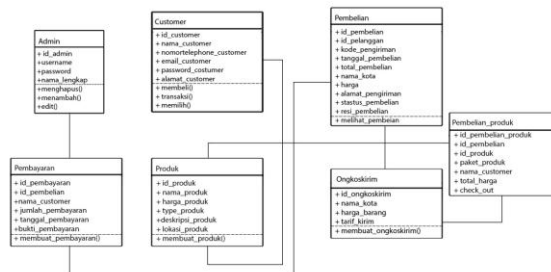 Admin
+ id_admin
+ username
+ password
+ nama_lengkap
+ menghapus()
+ menambah()
+ edit()
Customer
+ id_customer
+ nama_customer
+ nomortelephone_customer
+ email_customer
+ password_costumer
+ alamat_customer
+ membeli()
+ transaksi()
+ memilih()
Pembelian
+ id_pembelian
+ id_pelanggan
+ kode_pengiriman
+ tanggal_pembelian
+ total_pembelian
+ nama_kota
+ harga
+ alamat_pengiriman
+ stastus_pembelian
+ resi_pembelian
+ melihat_pembeian
Pembelian_produk
+ id_pembelian_produk
+ id_pembelian
+ id_produk
+ paket_produk
+ nama_customer
+ total_harga
+ check_out
Pembayaran
+ id_pembayaran
+ id_pembelian
+nama_customer
+ jumlah_pembayaran
+ tanggal_pembayaran
+ bukti_pembayaran
+ membuat_pembayaran()
Produk
+ id_produk
+ nama_produk
+ harga_produk
+ type_produk
+deskripsi_produk
+ lokasi_produk
+ membuat_produk()
Ongkoskirim
+ id_ongkoskirim
+ nama_kota
+ harga_barang
+ tarif_kirim
+ membuat_ongkoskirim()